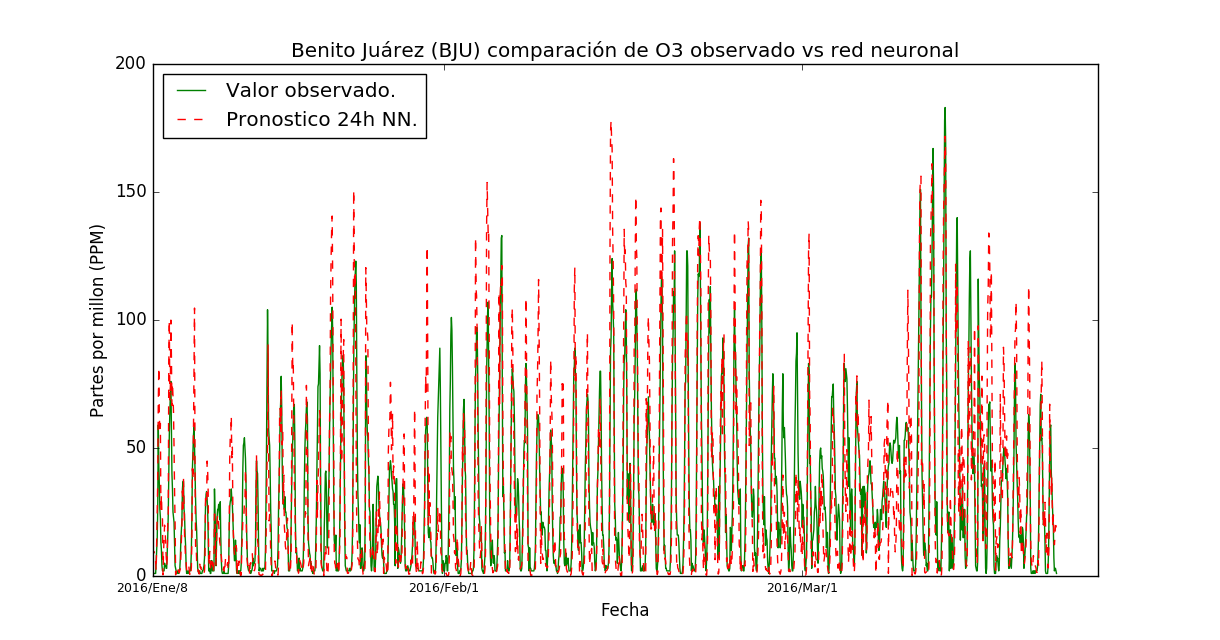 Benito Juárez (BJU) comparación de O3 observado vs red neuronal
200
Valor observado.
Pronostico 24h NN.
150
Partes por millon (PPM)
100
50
0
2016/Ene/8
2016/Feb/1
2016/Mar/1
Fecha